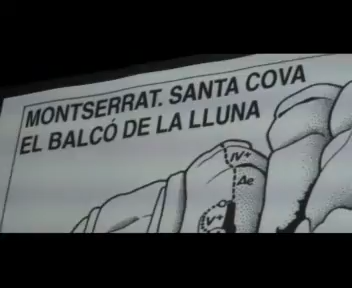 MONTSERRAT. SANTA COVA
EL BALCÓ DE LA LLUNA
IV+
Ae
V+